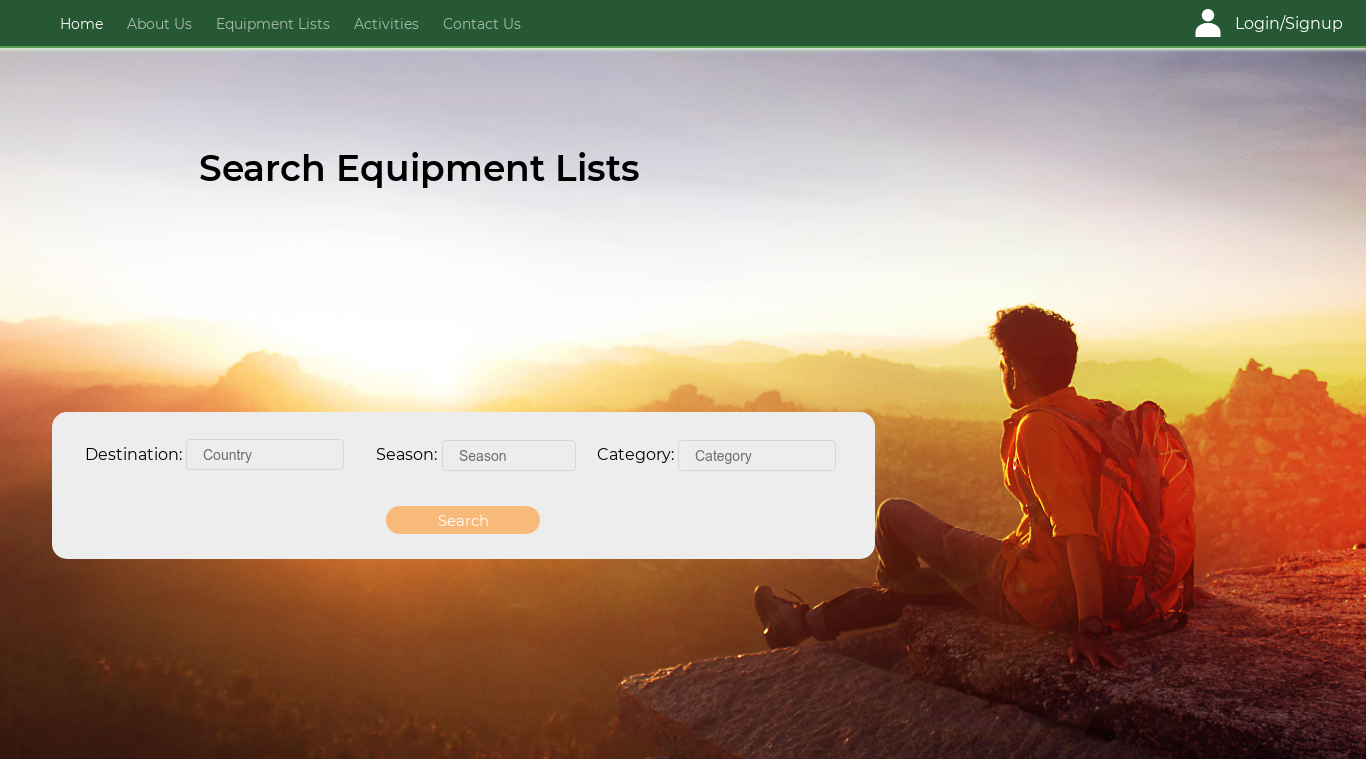 Home About Us Equipment Lists Activities Contact Us Login/Signup
Search Equipment Lists
Destination: Country Season: Season Category: Category
Search